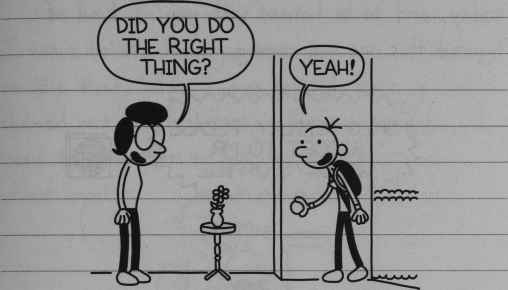 DID YOU DO
THE RIGHT
THING?
YEAH!